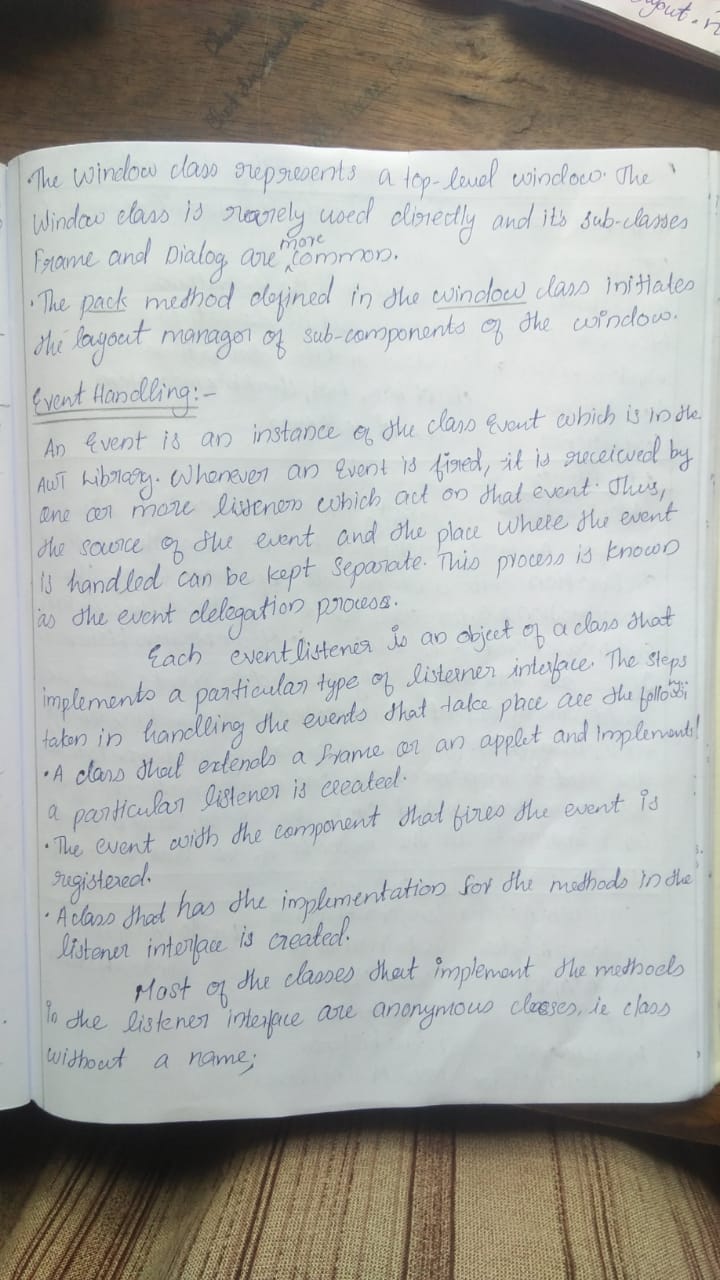 yout.
• The window class represents a top-level window. The
Window class is rarely used directly and its sub-classes
Frame and Dialog are more common.
• The pack method defined in the window class initiates
the layout manager of sub-components of the window.
Event Handling:-
An Event is an instance of the class Event which is in the
AWT Library. Whenever an Event is fired, it is received by
one or more listeners which act on that event. Thus,
the source of the event and the place where the event
is handled can be kept separate. This process is known
as the event delegation process.
Each eventlistener is an object of a class that
implements a particular type of listerner interface. The steps
taken in handling the events that take place are the following:
• A class that extends a frame or an applet and implements
a particular listener is created.
• The event with the component that fires the event is
registered.
• A class that has the implementation for the methods in the
listener interface is created.
Most of the classes that implement the methods
in the listener interface are anonymous classes, ie class
without a name;